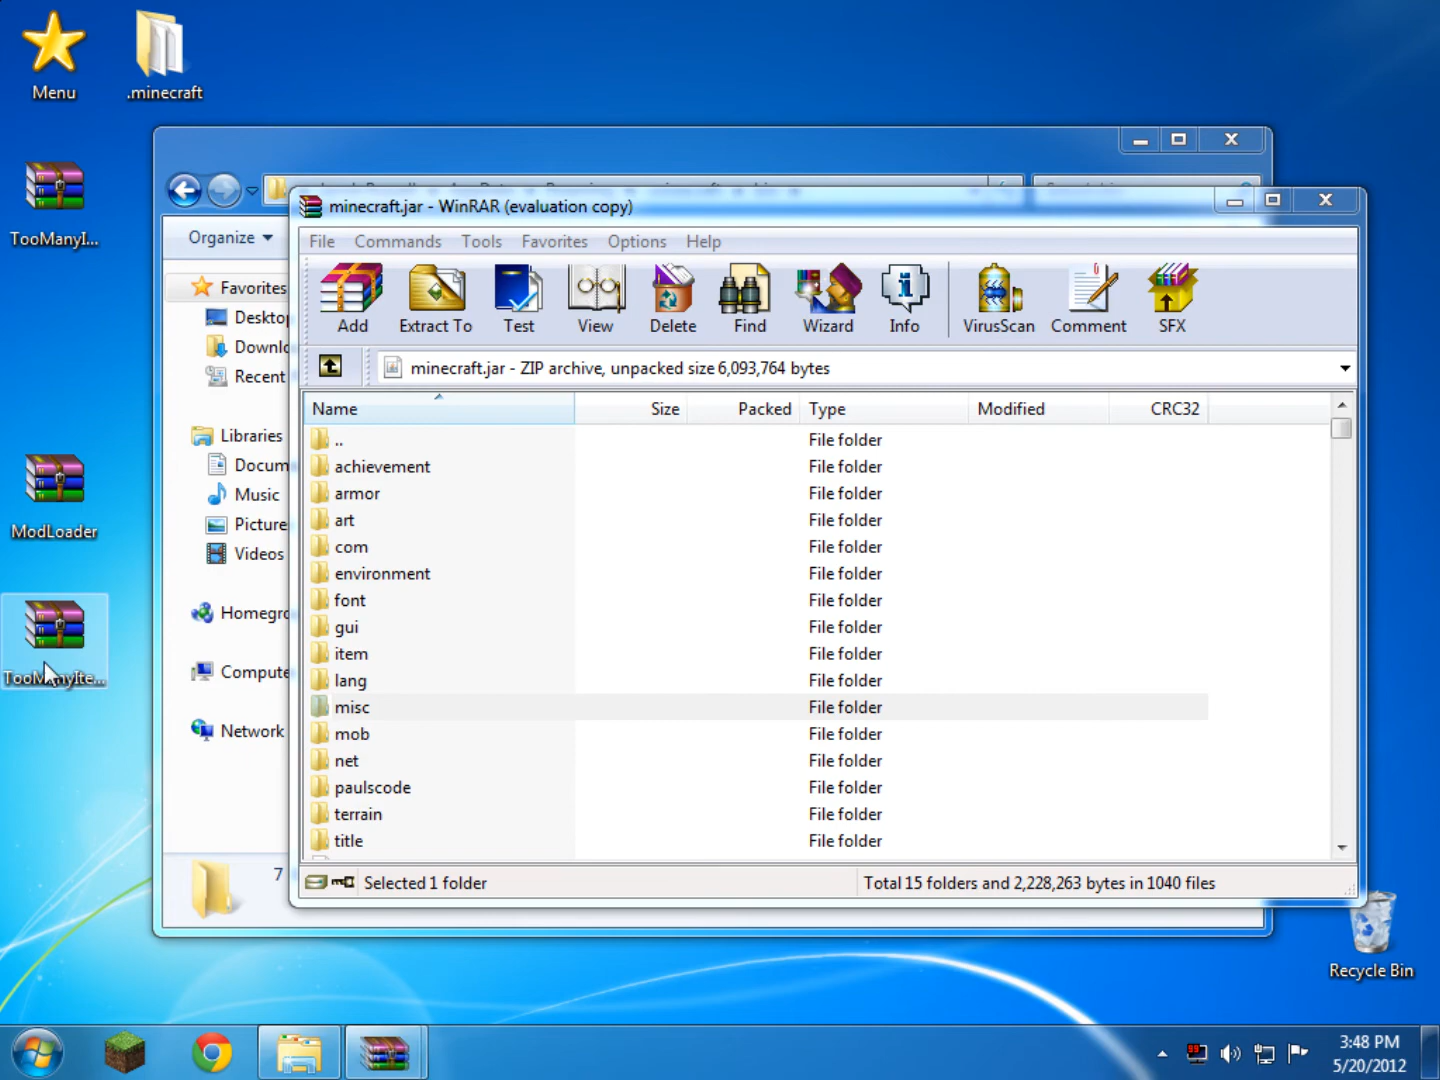 Menu
.minecraft
TooManyI...
ModLoader
TooManyIte...
Organize
Favorites
Desktop
Downlo
Recent
Libraries
Docum
Music
Picture
Videos
Homegro
Compute
Network
7
minecraft.jar - WinRAR (evaluation copy)
File Commands Tools Favorites Options Help
Add Extract To Test View Delete Find Wizard Info VirusScan Comment SFX
minecraft.jar - ZIP archive, unpacked size 6,093,764 bytes
Name Size Packed Type Modified CRC32
.. File folder
achievement File folder
armor File folder
art File folder
com File folder
environment File folder
font File folder
gui File folder
item File folder
lang File folder
misc File folder
mob File folder
net File folder
paulscode File folder
terrain File folder
title File folder
Selected 1 folder
Total 15 folders and 2,228,263 bytes in 1040 files
Recycle Bin
3:48 PM
5/20/2012